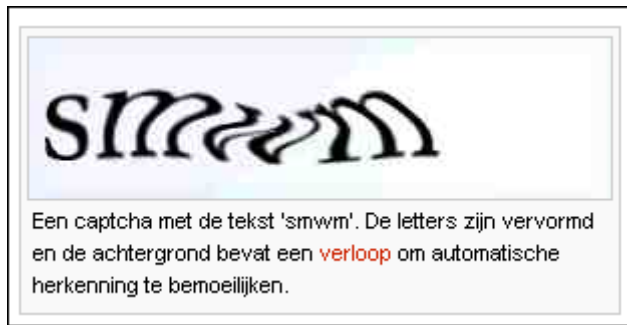 smwm
Een captcha met de tekst 'smwm'. De letters zijn vervormd
en de achtergrond bevat een verloop om automatische
herkenning te bemoeilijken.